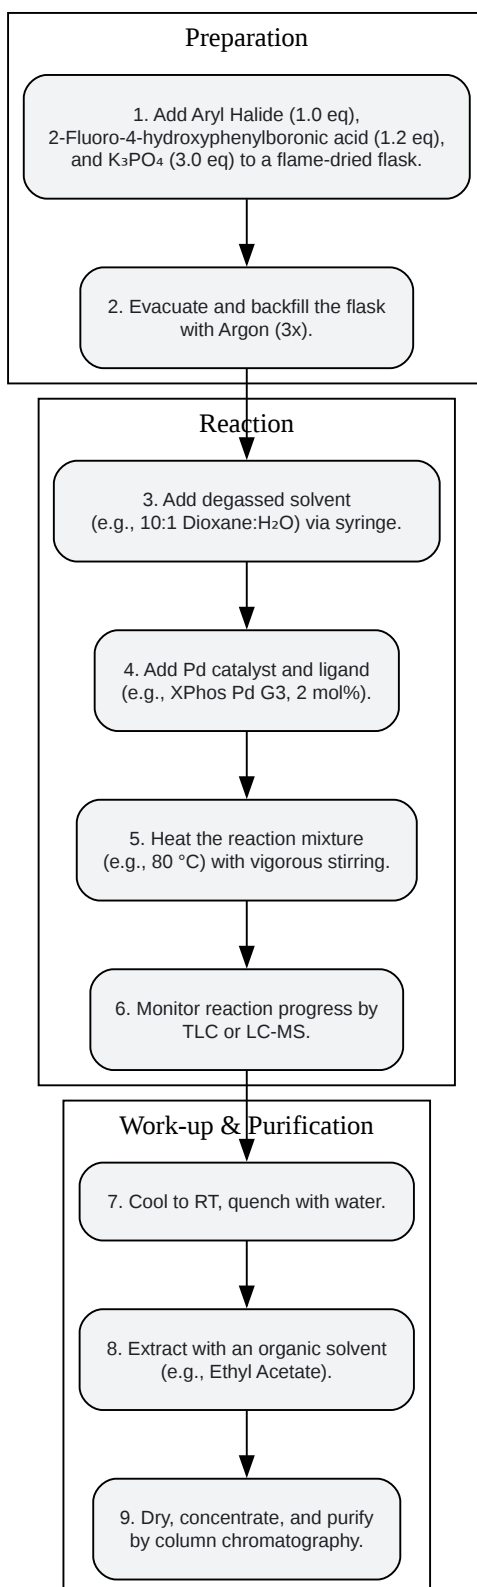 Preparation
1. Add Aryl Halide (1.0 eq),
2-Fluoro-4-hydroxyphenylboronic acid (1.2 eq),
and K₃PO₄ (3.0 eq) to a flame-dried flask.
2. Evacuate and backfill the flask
with Argon (3x).
Reaction
3. Add degassed solvent
(e.g., 10:1 Dioxane:H₂O) via syringe.
4. Add Pd catalyst and ligand
(e.g., XPhos Pd G3, 2 mol%).
5. Heat the reaction mixture
(e.g., 80 °C) with vigorous stirring.
6. Monitor reaction progress by
TLC or LC-MS.
Work-up & Purification
7. Cool to RT, quench with water.
8. Extract with an organic solvent
(e.g., Ethyl Acetate).
9. Dry, concentrate, and purify
by column chromatography.